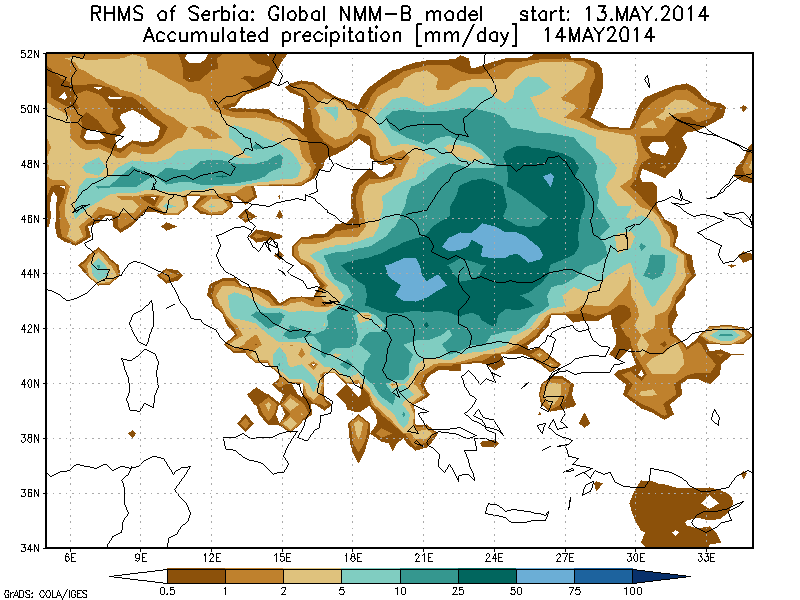 RHMS of Serbia: Global NMM-B model start: 13.MAY.2014
Accumulated precipitation [mm/day] 14MAY2014
52N
50N
48N
46N
44N
42N
40N
38N
36N
34N
6E 9E 12E 15E 18E 21E 24E 27E 30E 33E
0.5 1 2 5 10 25 50 75 100
GrADS: COLA/IGES